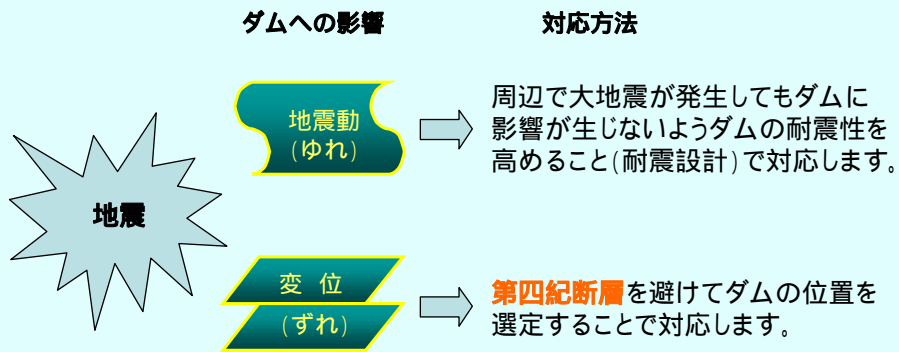 ダムへの影響
対応方法
地震
地震動
(ゆれ)
周辺で大地震が発生してもダムに
影響が生じないようダムの耐震性を
高めること(耐震設計)で対応します。
変 位
(ずれ)
第四紀断層を避けてダムの位置を
選定することで対応します。